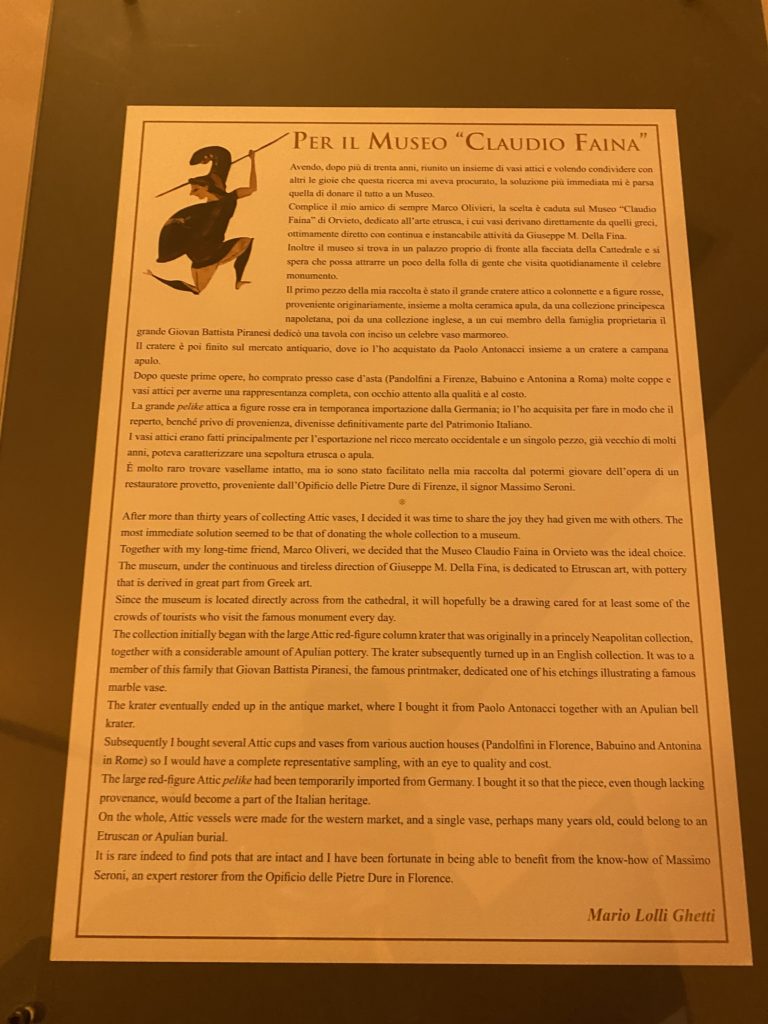 PER IL MUSEO “CLAUDIO FAINA”
Avendo, dopo più di trenta anni, riunito un insieme di vasi attici e volendo condividere con
altri le gioie che questa ricerca mi aveva procurato, la soluzione più immediata mi è parsa
quella di donare il tutto a un Museo.
Complice il mio amico di sempre Marco Olivieri, la scelta è caduta sul Museo “Claudio
Faina” di Orvieto, dedicato all’arte etrusca, i cui vasi derivano direttamente da quelli greci,
ottimamente diretto con continua e instancabile attività da Giuseppe M. Della Fina.
Inoltre il museo si trova in un palazzo proprio di fronte alla facciata della Cattedrale e si
spera che possa attrarre un poco della folla di gente che visita quotidianamente il celebre
monumento.
Il primo pezzo della mia raccolta è stato il grande cratere attico a colonnette e a figure rosse,
proveniente originariamente, insieme a molta ceramica apula, da una collezione principesca
napoletana, poi da una collezione inglese, a un cui membro della famiglia proprietaria il
grande Giovan Battista Piranesi dedicò una tavola con inciso un celebre vaso marmoreo.
Il cratere è poi finito sul mercato antiquario, dove io l’ho acquistato da Paolo Antonacci insieme a un cratere a campana
apulo.
Dopo queste prime opere, ho comprato presso case d’asta (Pandolfini a Firenze, Babuino e Antonina a Roma) molte coppe e
vasi attici per averne una rappresentanza completa, con occhio attento alla qualità e al costo.
La grande pelike attica a figure rosse era in temporanea importazione dalla Germania; io l’ho acquisita per fare in modo che il
reperto, benché privo di provenienza, divenisse definitivamente parte del Patrimonio Italiano.
I vasi attici erano fatti principalmente per l’esportazione nel ricco mercato occidentale e un singolo pezzo, già vecchio di molti
anni, poteva caratterizzare una sepoltura etrusca o apula.
È molto raro trovare vasellame intatto, ma io sono stato facilitato nella mia raccolta dal potermi giovare dell’opera di un
restauratore provetto, proveniente dall’Opificio delle Pietre Dure di Firenze, il signor Massimo Seroni.
*
After more than thirty years of collecting Attic vases, I decided it was time to share the joy they had given me with others. The
most immediate solution seemed to be that of donating the whole collection to a museum.
Together with my long-time friend, Marco Oliveri, we decided that the Museo Claudio Faina in Orvieto was the ideal choice.
The museum, under the continuous and tireless direction of Giuseppe M. Della Fina, is dedicated to Etruscan art, with pottery
that is derived in great part from Greek art.
Since the museum is located directly across from the cathedral, it will hopefully be a drawing cared for at least some of the
crowds of tourists who visit the famous monument every day.
The collection initially began with the large Attic red-figure column krater that was originally in a princely Neapolitan collection,
together with a considerable amount of Apulian pottery. The krater subsequently turned up in an English collection. It was to a
member of this family that Giovan Battista Piranesi, the famous printmaker, dedicated one of his etchings illustrating a famous
marble vase.
The krater eventually ended up in the antique market, where I bought it from Paolo Antonacci together with an Apulian bell
krater.
Subsequently I bought several Attic cups and vases from various auction houses (Pandolfini in Florence, Babuino and Antonina
in Rome) so I would have a complete representative sampling, with an eye to quality and cost.
The large red-figure Attic pelike had been temporarily imported from Germany. I bought it so that the piece, even though lacking
provenance, would become a part of the Italian heritage.
On the whole, Attic vessels were made for the western market, and a single vase, perhaps many years old, could belong to an
Etruscan or Apulian burial.
It is rare indeed to find pots that are intact and I have been fortunate in being able to benefit from the know-how of Massimo
Seroni, an expert restorer from the Opificio delle Pietre Dure in Florence.
Mario Lolli Ghetti